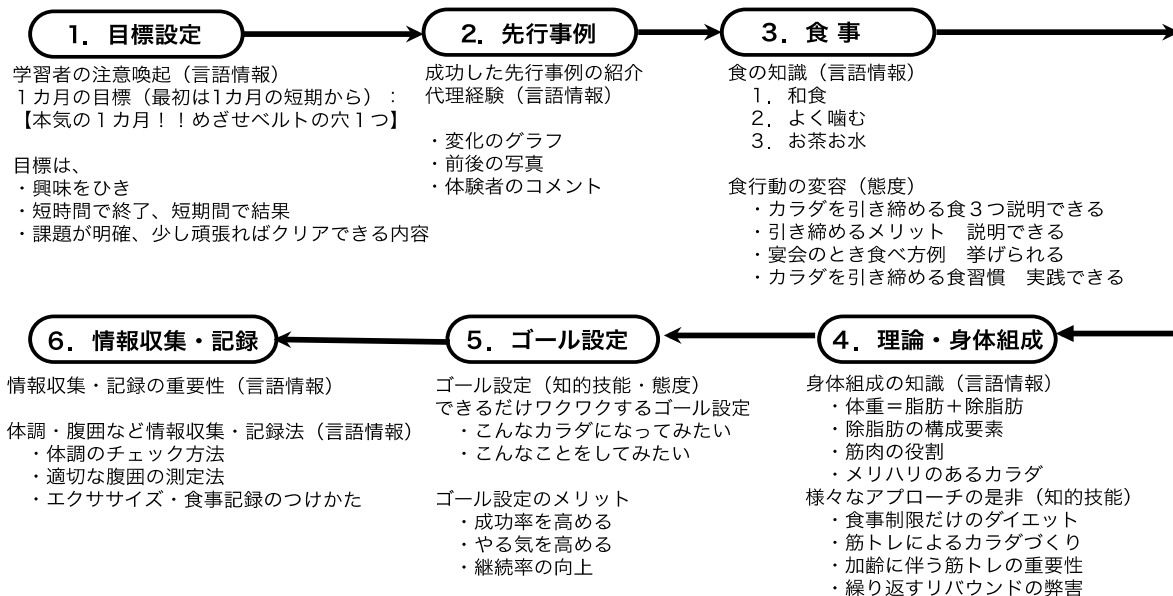 1．目標設定
学習者の注意喚起（言語情報）
１カ月の目標（最初は1カ月の短期から）：
【本気の１カ月！！めざせベルトの穴１つ】
目標は、
・興味をひき
・短時間で終了、短期間で結果
・課題が明確、少し頑張ればクリアできる内容
2．先行事例
成功した先行事例の紹介
代理経験（言語情報）
・変化のグラフ
・前後の写真
・体験者のコメント
3．食 事
食の知識（言語情報）
1． 和食
2． よく噛む
3． お茶お水
食行動の変容（態度）
・カラダを引き締める食３つ説明できる
・引き締めるメリット　説明できる
・宴会のとき食べ方例　挙げられる
・カラダを引き締める食習慣　実践できる
4．理論・身体組成
身体組成の知識（言語情報）
・体重＝脂肪＋除脂肪
・除脂肪の構成要素
・筋肉の役割
・メリハリのあるカラダ
様々なアプローチの是非（知的技能）
・食事制限だけのダイエット
・筋トレによるカラダづくり
・加齢に伴う筋トレの重要性
・繰り返すリバウンドの弊害
5．ゴール設定
ゴール設定（知的技能・態度）
できるだけワクワクするゴール設定
・こんなカラダになってみたい
・こんなことをしてみたい
ゴール設定のメリット
・成功率を高める
・やる気を高める
・継続率の向上
6．情報収集・記録
情報収集・記録の重要性（言語情報）
体調・腹囲など情報収集・記録法（言語情報）
・体調のチェック方法
・適切な腹囲の測定法
・エクササイズ・食事記録のつけかた